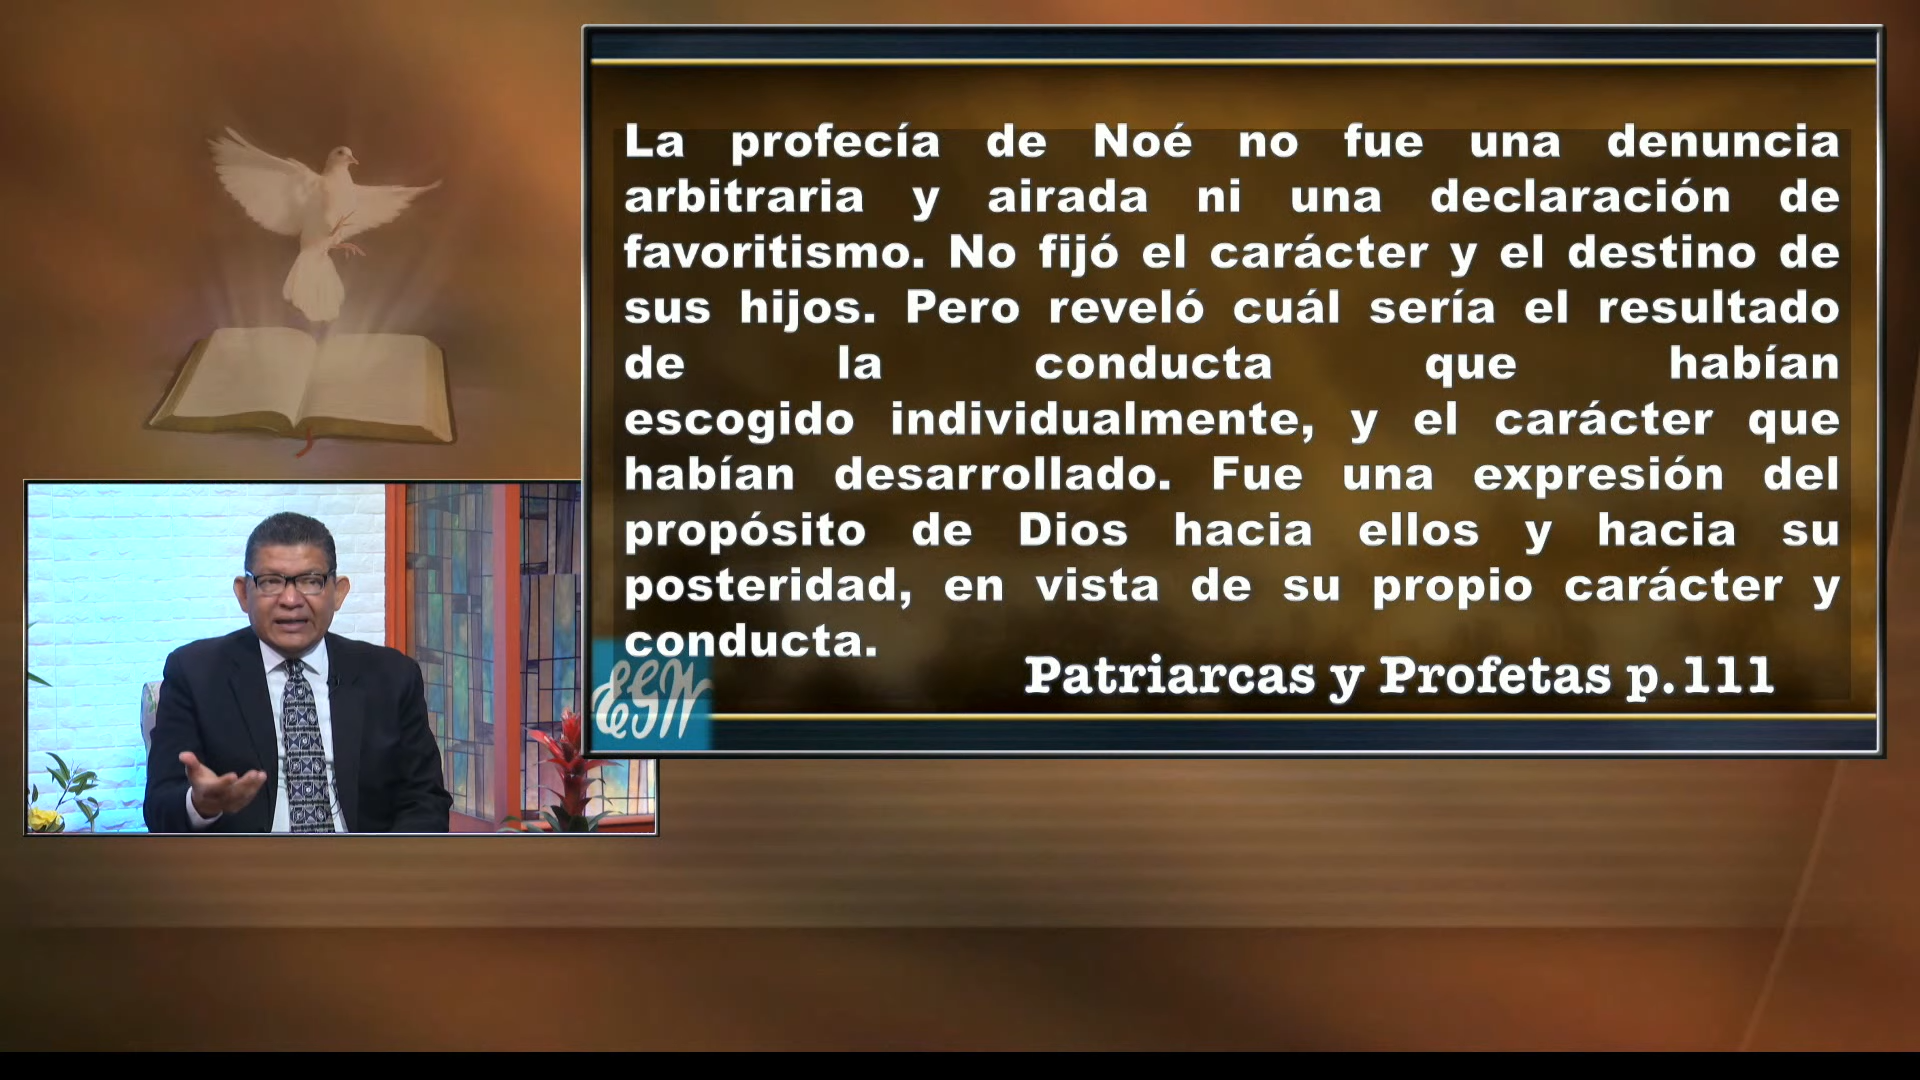 La profecía de Noé no fue una denuncia
arbitraria y airada ni una declaración de
favoritismo. No fijó el carácter y el destino de
sus hijos. Pero reveló cuál sería el resultado
de la conducta que habían
escogido individualmente, y el carácter que
habían desarrollado. Fue una expresión del
propósito de Dios hacia ellos y hacia su
posteridad, en vista de su propio carácter y
conducta.
Patriarcas y Profetas p.111
EGW